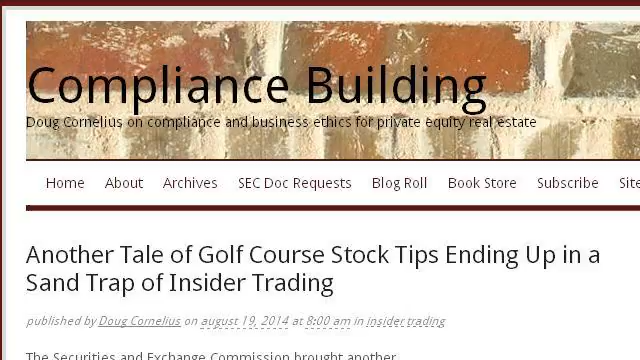 Compliance Building
Doug Cornelius on compliance and business ethics for private equity real estate
Home About Archives SEC Doc Requests Blog Roll Book Store Subscribe Site
Another Tale of Golf Course Stock Tips Ending Up in a
Sand Trap of Insider Trading
published by Doug Cornelius on august 19, 2014 at 8:00 am in insider trading
The Securities and Exchange Commission brought another